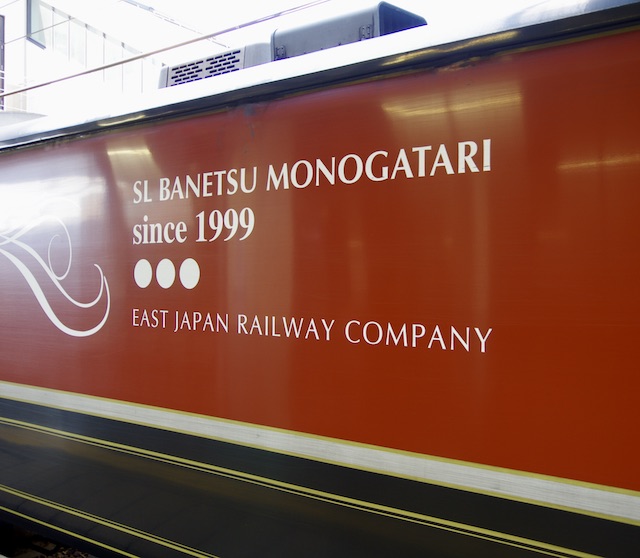 SL BANETSU MONOGATARI
since 1999
EAST JAPAN RAILWAY COMPANY